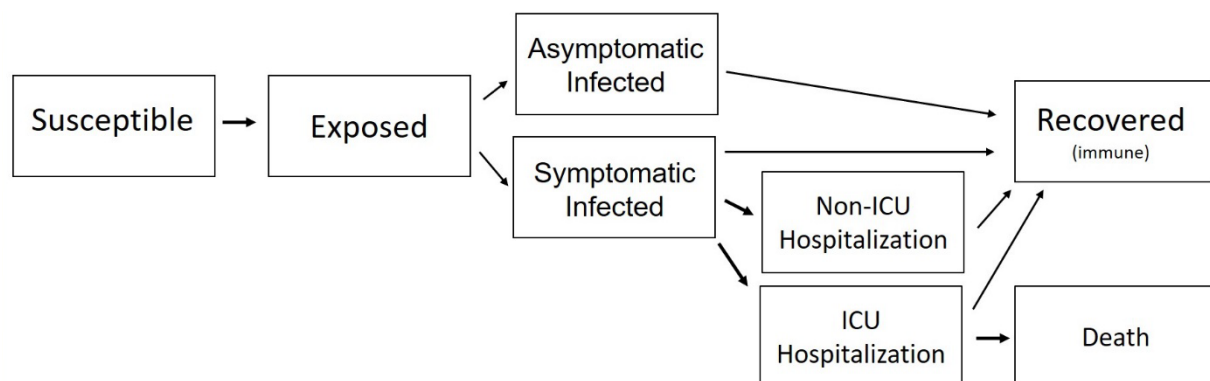 Susceptible
Exposed
Asymptomatic
Infected
Symptomatic
Infected
Non-ICU
Hospitalization
ICU
Hospitalization
Recovered
(immune)
Death